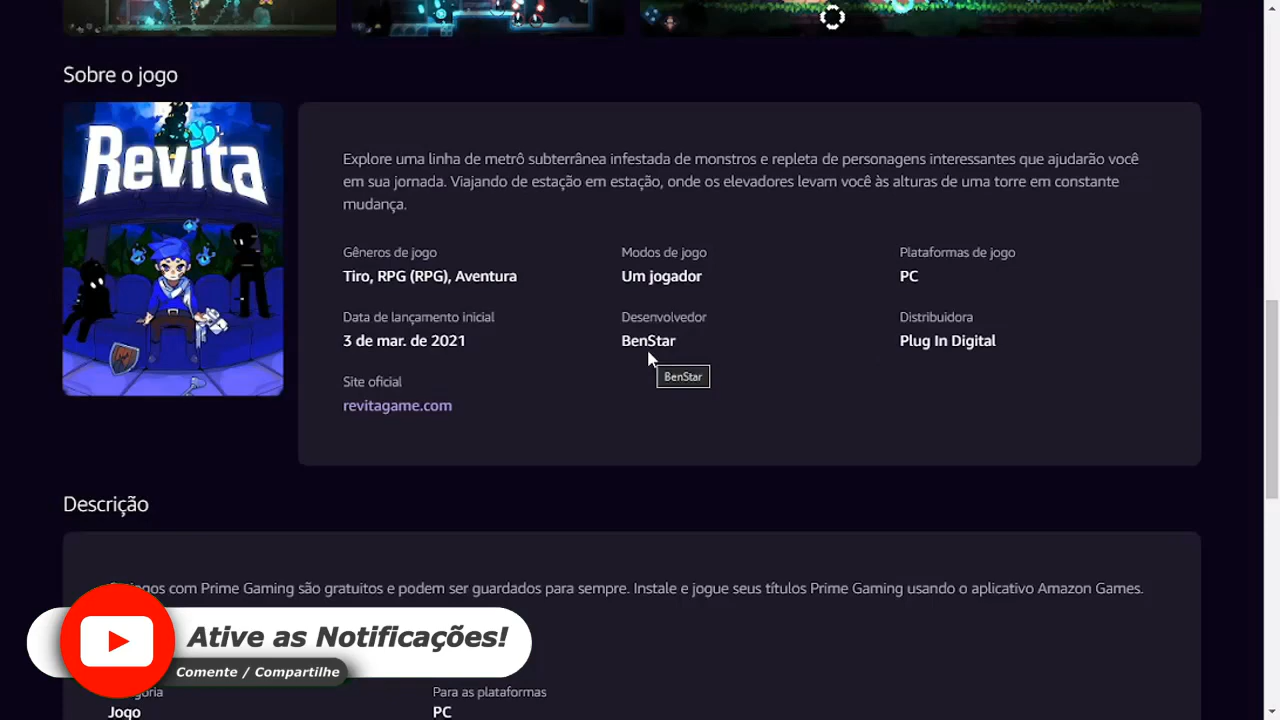 Sobre o jogo
Revita
Explore uma linha de metrô subterrânea infestada de monstros e repleta de personagens interessantes que ajudarão você
em sua jornada. Viajando de estação em estação, onde os elevadores levam você às alturas de uma torre em constante
mudança.
Gêneros de jogo
Tiro, RPG (RPG), Aventura
Modos de jogo
Um jogador
Plataformas de jogo
PC
Data de lançamento inicial
3 de mar. de 2021
Desenvolvedor
BenStar
Distribuidora
Plug In Digital
BenStar
Site oficial
revitagame.com
Descrição
com Prime Gaming são gratuitos e podem ser guardados para sempre. Instale e jogue seus títulos Prime Gaming usando o aplicativo Amazon Games.
Ative as Notificações!
Comente / Compartilhe
Para as plataformas
Jogo
PC